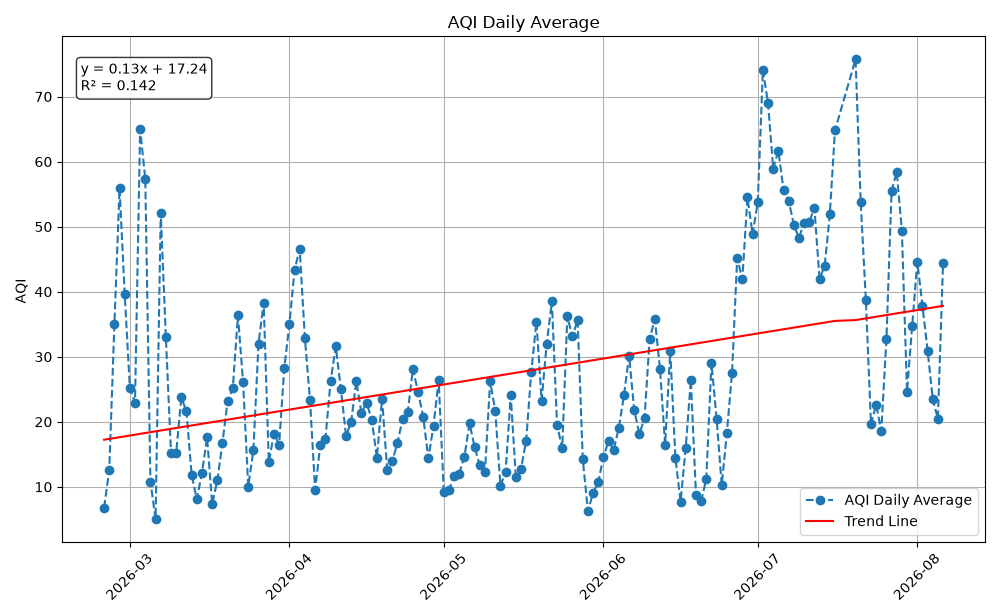 AQI Daily Average
y = 0.13x + 17.24
R² = 0.142
AQI
70
60
50
40
30
20
10
2026-03
2026-04
2026-05
2026-06
2026-07
2026-08
AQI Daily Average
Trend Line